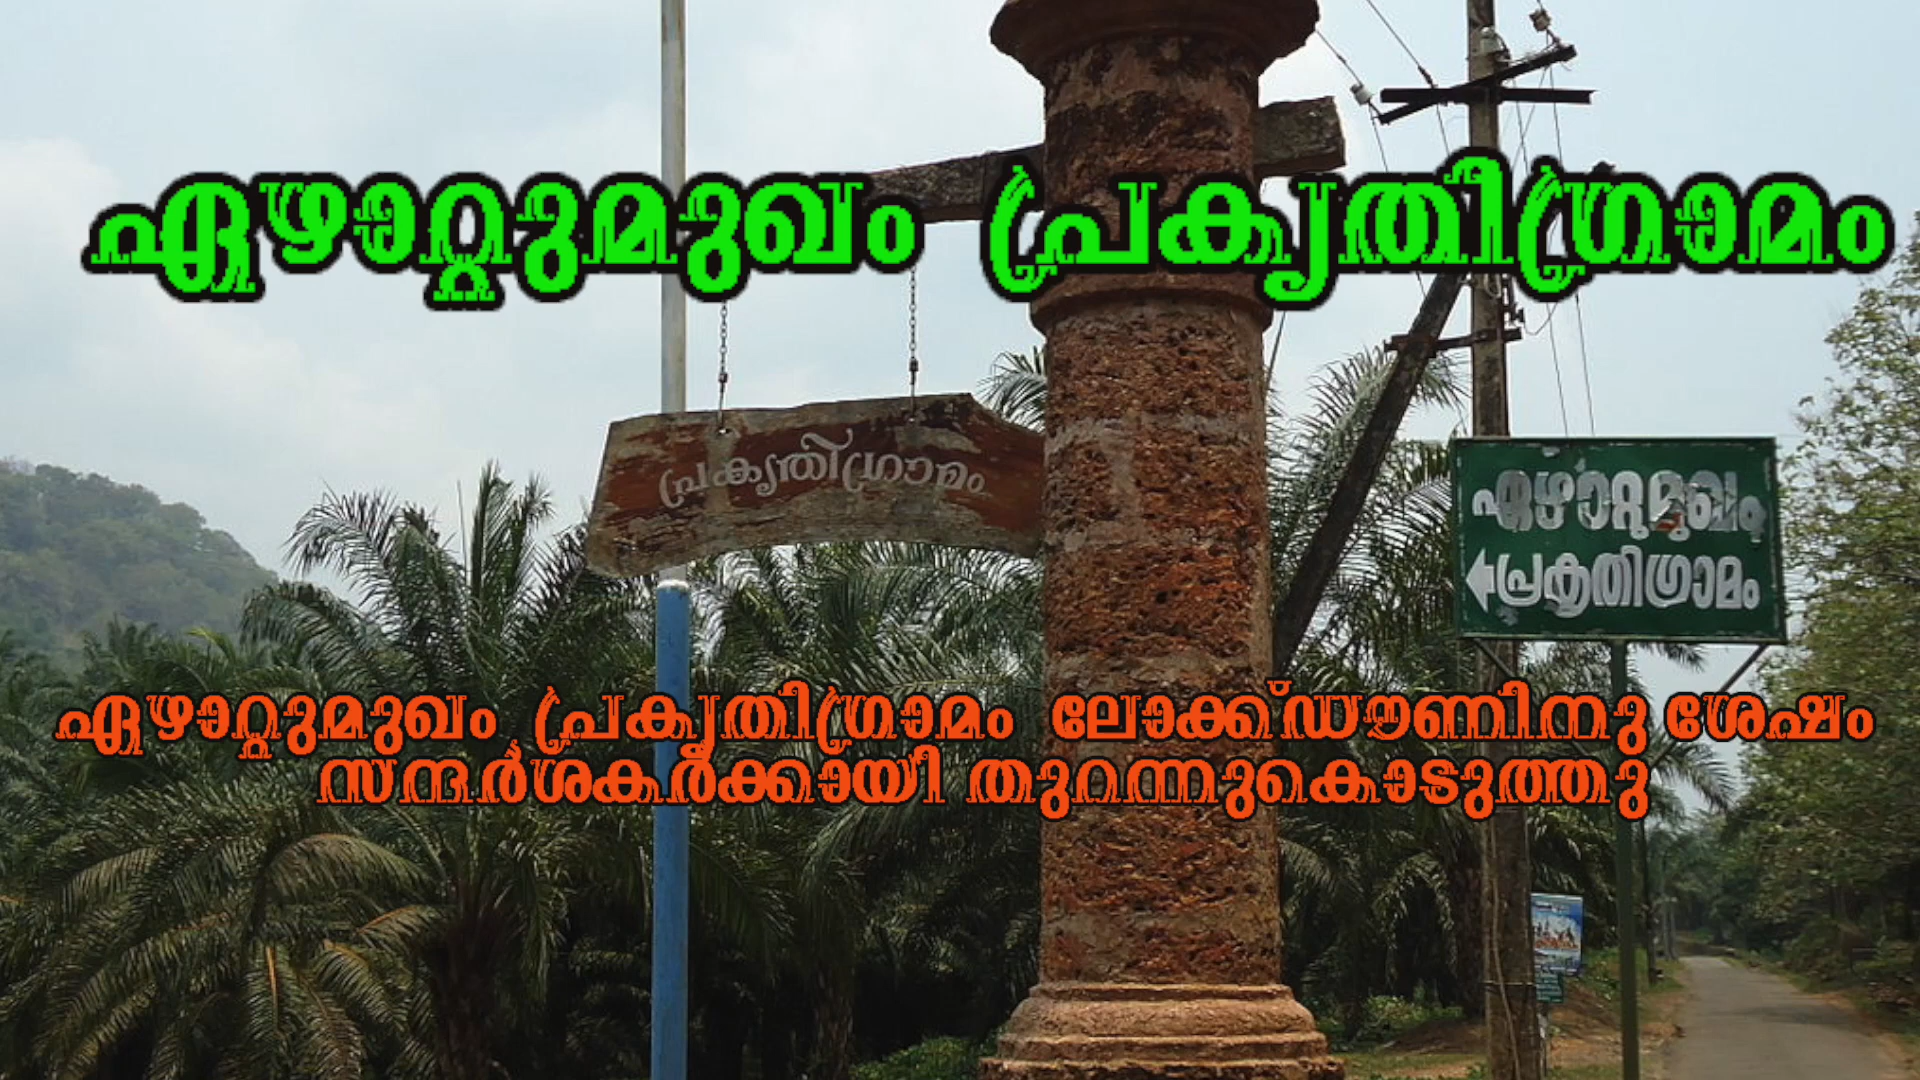 ഏഴാറ്റുമുഖം പ്രകൃതിഗ്രാമം
പ്രകൃതിഗ്രാമം
ഏഴാറ്റുമുഖം
പ്രകൃതിഗ്രാമം
ഏഴാറ്റുമുഖം പ്രകൃതിഗ്രാമം ലോക്ക്ഡൗണിനു ശേഷം
സന്ദർശകർക്കായി തുറന്നുകൊടുത്തു